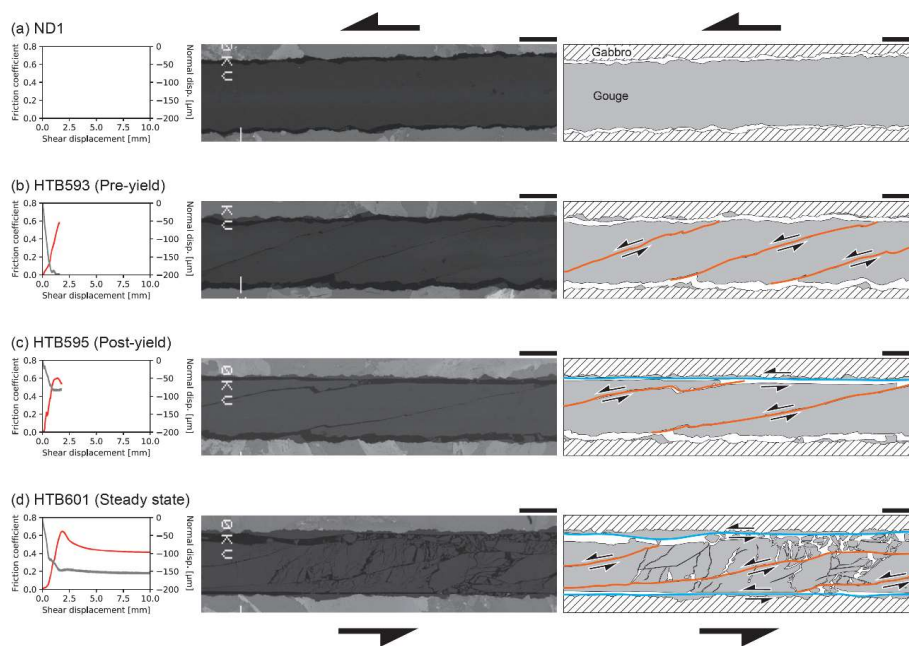 (a) ND1
Friction coefficient
0.8
0.6
0.4
0.2
0.0
0.0 2.5 5.0 7.5 10.0
Shear displacement [mm]
0
−50
−100
−150
−200
Normal disp. [µm]
0KV
Gabbro
Gouge
(b) HTB593 (Pre-yield)
Friction coefficient
0.8
0.6
0.4
0.2
0.0
0.0 2.5 5.0 7.5 10.0
Shear displacement [mm]
0
−50
−100
−150
−200
Normal disp. [µm]
KV
(c) HTB595 (Post-yield)
Friction coefficient
0.8
0.6
0.4
0.2
0.0
0.0 2.5 5.0 7.5 10.0
Shear displacement [mm]
0
−50
−100
−150
−200
Normal disp. [µm]
0KV
(d) HTB601 (Steady state)
Friction coefficient
0.8
0.6
0.4
0.2
0.0
0.0 2.5 5.0 7.5 10.0
Shear displacement [mm]
0
−50
−100
−150
−200
Normal disp. [µm]
0KV